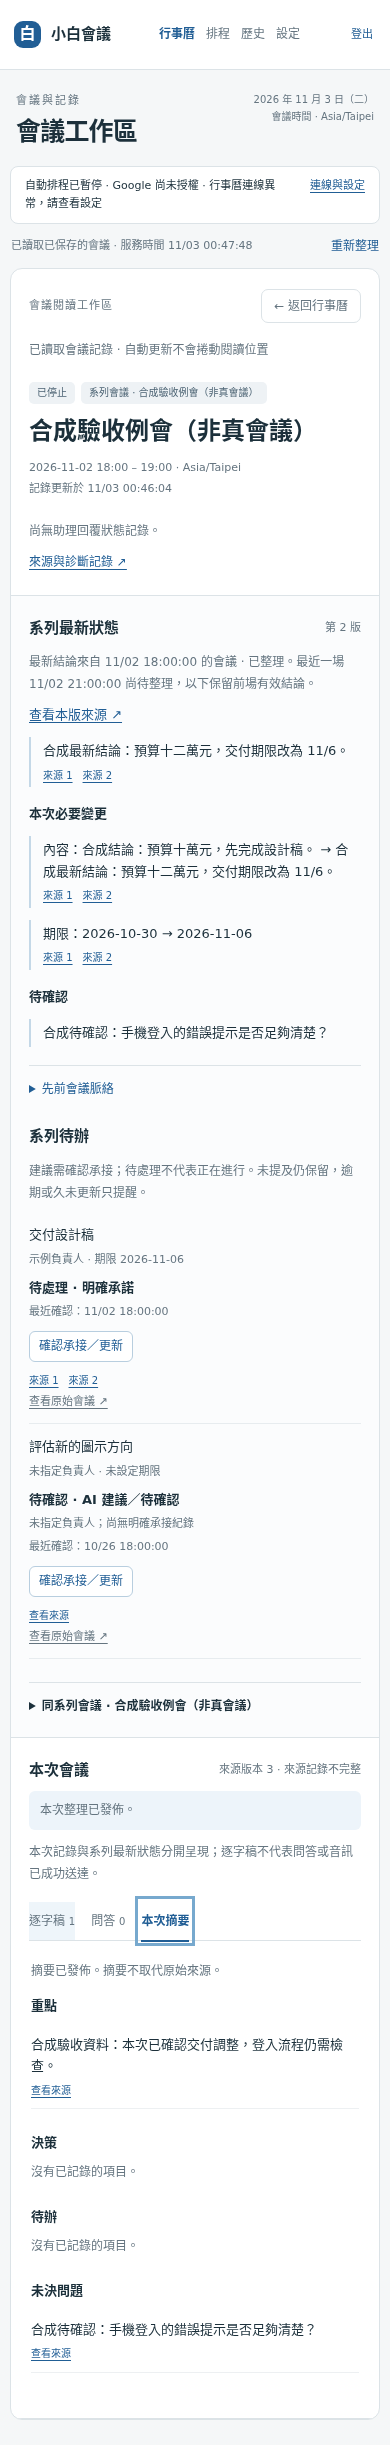 白 小白會議 行事曆 排程 歷史 設定 登出
會議與記錄
會議工作區
2026 年 11 月 3 日（二）
會議時間 · Asia/Taipei
自動排程已暫停 · Google 尚未授權 · 行事曆連線異
常，請查看設定
連線與設定
已讀取已保存的會議 · 服務時間 11/03 00:47:48 重新整理
會議閱讀工作區 ← 返回行事曆
已讀取會議記錄 · 自動更新不會捲動閱讀位置
已停止 系列會議 · 合成驗收例會（非真會議）
合成驗收例會（非真會議）
2026-11-02 18:00 – 19:00 · Asia/Taipei
記錄更新於 11/03 00:46:04
尚無助理回覆狀態記錄。
來源與診斷記錄 ↗
系列最新狀態 第 2 版
最新結論來自 11/02 18:00:00 的會議 · 已整理。最近一場
11/02 21:00:00 尚待整理，以下保留前場有效結論。
查看本版來源 ↗
合成最新結論：預算十二萬元，交付期限改為 11/6。
來源 1 來源 2
本次必要變更
內容：合成結論：預算十萬元，先完成設計稿。 → 合
成最新結論：預算十二萬元，交付期限改為 11/6。
來源 1 來源 2
期限：2026-10-30 → 2026-11-06
來源 1 來源 2
待確認
合成待確認：手機登入的錯誤提示是否足夠清楚？
▶ 先前會議脈絡
系列待辦
建議需確認承接；待處理不代表正在進行。未提及仍保留，逾
期或久未更新只提醒。
交付設計稿
示例負責人 · 期限 2026-11-06
待處理 · 明確承諾
最近確認：11/02 18:00:00
確認承接／更新
來源 1 來源 2
查看原始會議 ↗
評估新的圖示方向
未指定負責人 · 未設定期限
待確認 · AI 建議／待確認
未指定負責人；尚無明確承接紀錄
最近確認：10/26 18:00:00
確認承接／更新
查看來源
查看原始會議 ↗
▶ 同系列會議 · 合成驗收例會（非真會議）
本次會議 來源版本 3 · 來源記錄不完整
本次整理已發佈。
本次記錄與系列最新狀態分開呈現；逐字稿不代表問答或音訊
已成功送達。
逐字稿 1 問答 0 本次摘要
摘要已發佈。摘要不取代原始來源。
重點
合成驗收資料：本次已確認交付調整，登入流程仍需檢
查。
查看來源
決策
沒有已記錄的項目。
待辦
沒有已記錄的項目。
未決問題
合成待確認：手機登入的錯誤提示是否足夠清楚？
查看來源